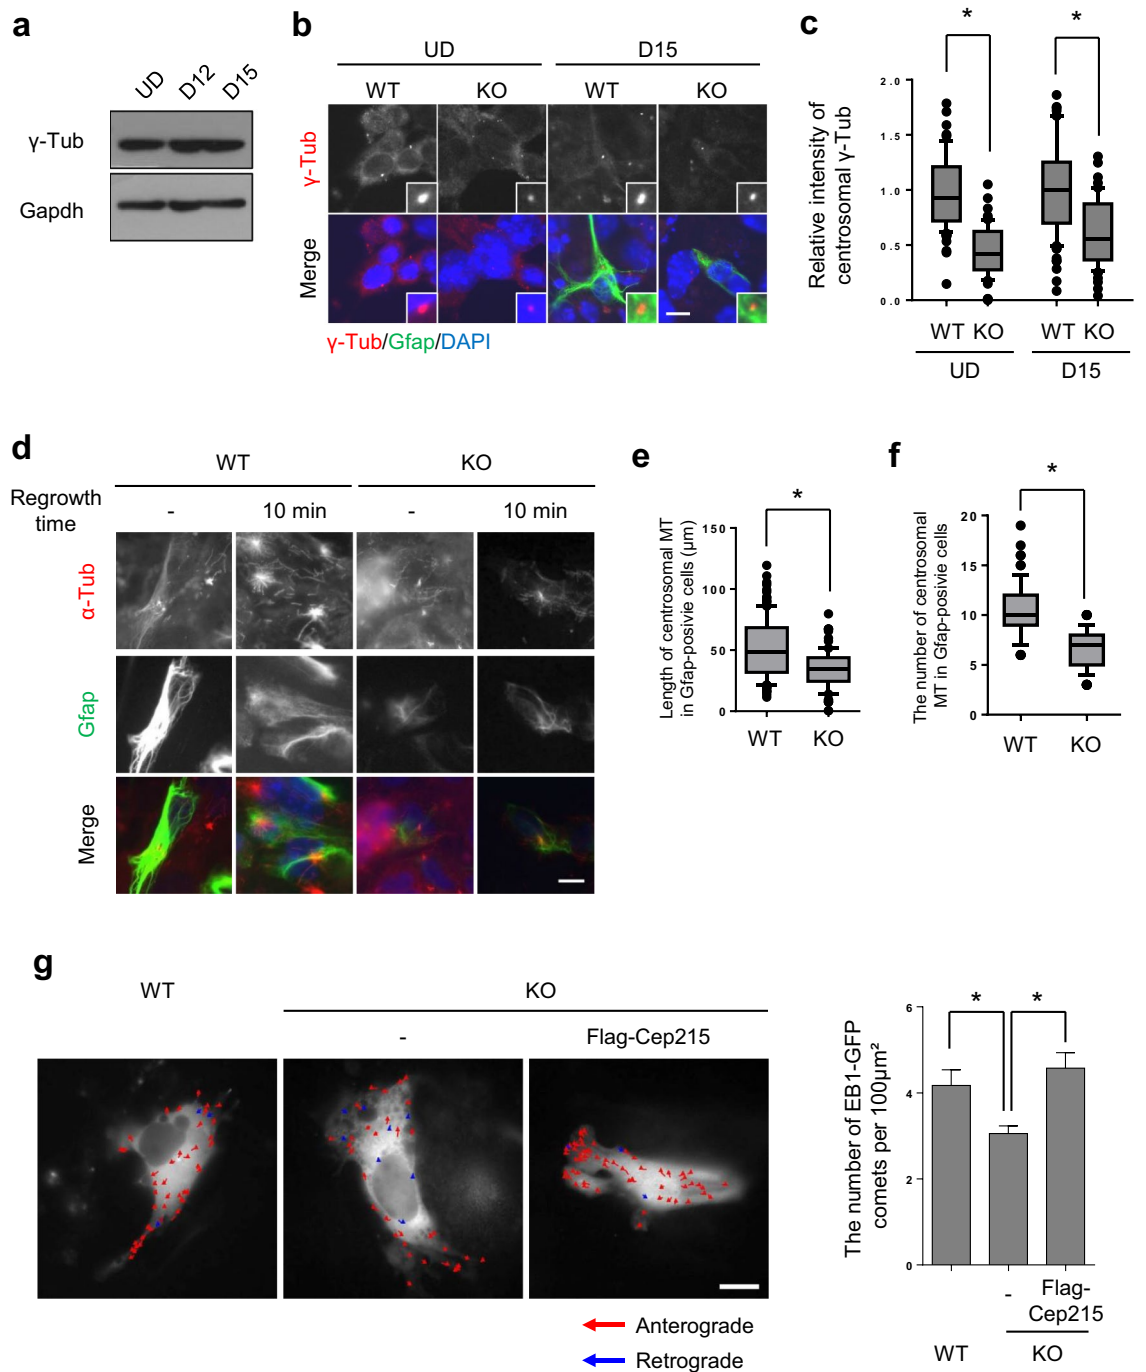 a
UD D12 D15
γ-Tub
Gapdh
b
UD D15
WT KO WT KO
γ-Tub
Merge
γ-Tub/Gfap/DAPI
c
* *
Relative intensity of
centrosomal γ-Tub
2.0
1.5
1.0
0.5
0.0
WT KO WT KO
UD D15
d
WT KO
Regrowth
time
- 10 min - 10 min
α-Tub
Gfap
Merge
e
*
Length of centrosomal MT
in Gfap-posivie cells (μm)
150
100
50
0
WT KO
f
*
The number of centrosomal
MT in Gfap-posivie cells
20
15
10
5
0
WT KO
g
WT KO
- Flag-Cep215
Anterograde
Retrograde
* *
The number of EB1-GFP
comets per 100μm²
6
4
2
0
- Flag-
Cep215
WT KO